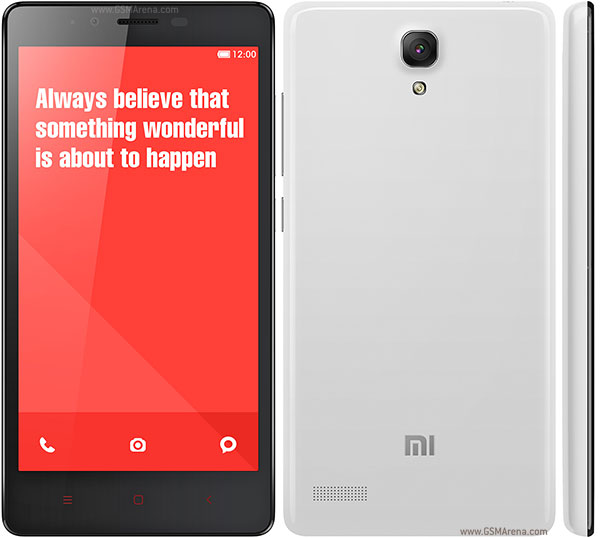 www.GSMArena.com
12:00
Always believe that
something wonderful
is about to happen
MI
www.GSMArena.com